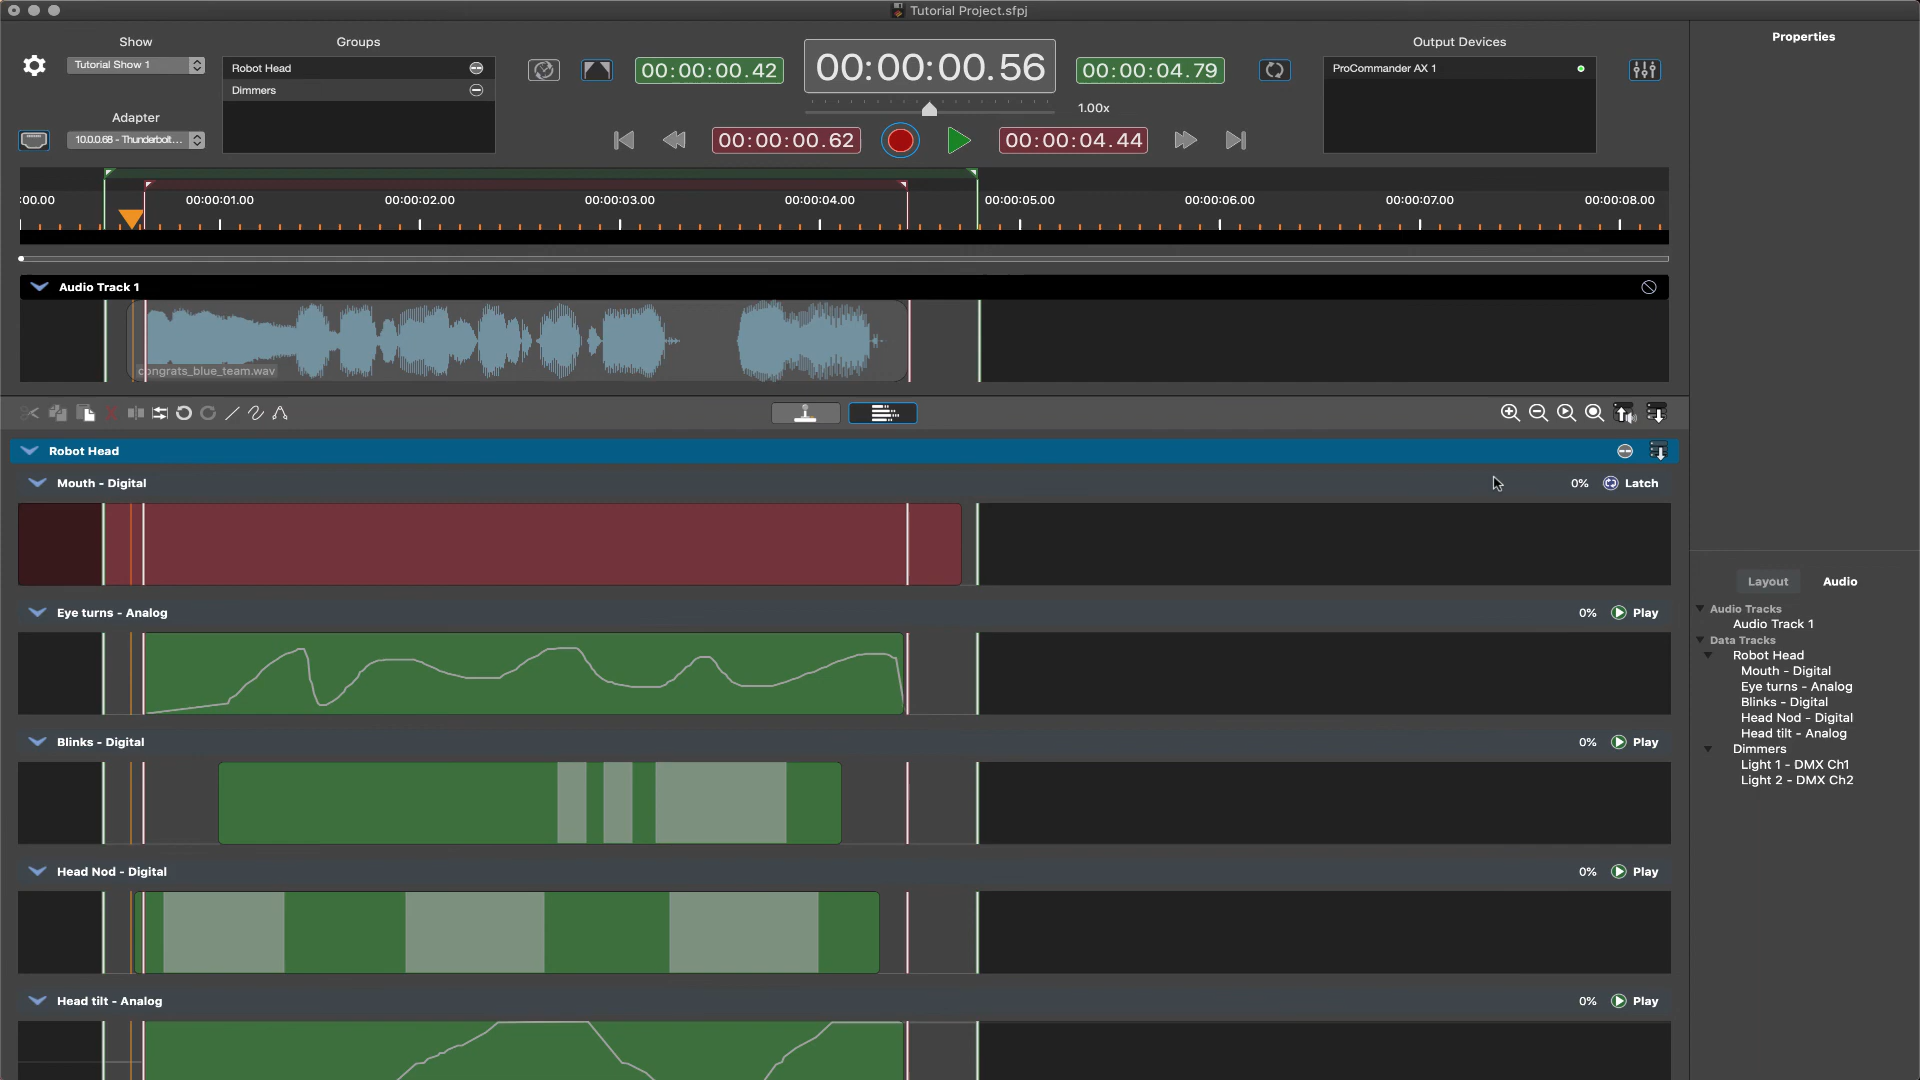 Tutorial Project.sfpj
Show
Groups
Output Devices
Properties
Tutorial Show 1
Robot Head
Dimmers
00:00:00.42
00:00:00.56
00:00:04.79
ProCommander AX 1
1.00x
Adapter
10.0.0.68 - Thunderbolt...
00:00:00.62
00:00:04.44
:00.00
00:00:01.00
00:00:02.00
00:00:03.00
00:00:04.00
00:00:05.00
00:00:06.00
00:00:07.00
00:00:08.00
Audio Track 1
congrats_blue_team.wav
Robot Head
Mouth - Digital
0%
Latch
Eye turns - Analog
0%
Play
Blinks - Digital
0%
Play
Head Nod - Digital
0%
Play
Head tilt - Analog
0%
Play
Layout
Audio
Audio Tracks
Audio Track 1
Data Tracks
Robot Head
Mouth - Digital
Eye turns - Analog
Blinks - Digital
Head Nod - Digital
Head tilt - Analog
Dimmers
Light 1 - DMX Ch1
Light 2 - DMX Ch2